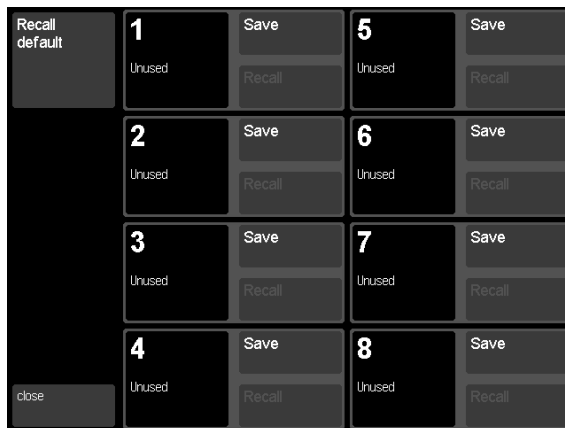 Recall
default
1
Save
Unused
Recall
5
Save
Unused
Recall
2
Save
Unused
Recall
6
Save
Unused
Recall
3
Save
Unused
Recall
7
Save
Unused
Recall
4
Save
Unused
Recall
8
Save
Unused
Recall
close